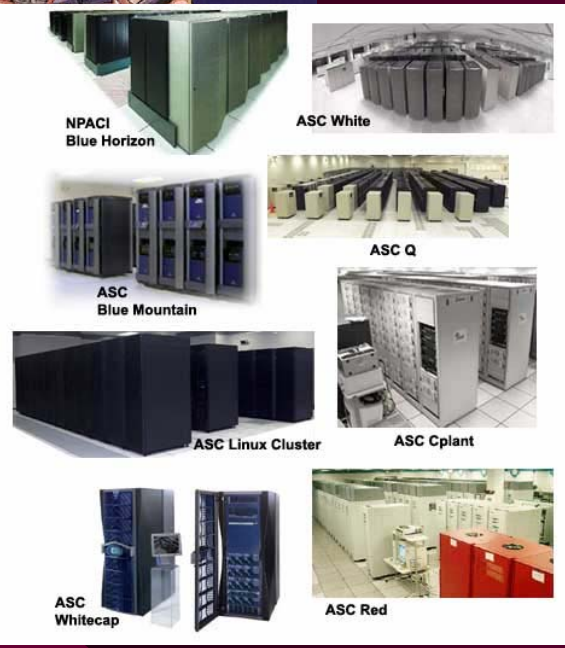 NPACI
Blue Horizon
ASC White
ASC Q
ASC
Blue Mountain
ASC Linux Cluster
ASC Cplant
ASC
Whitecap
ASC Red